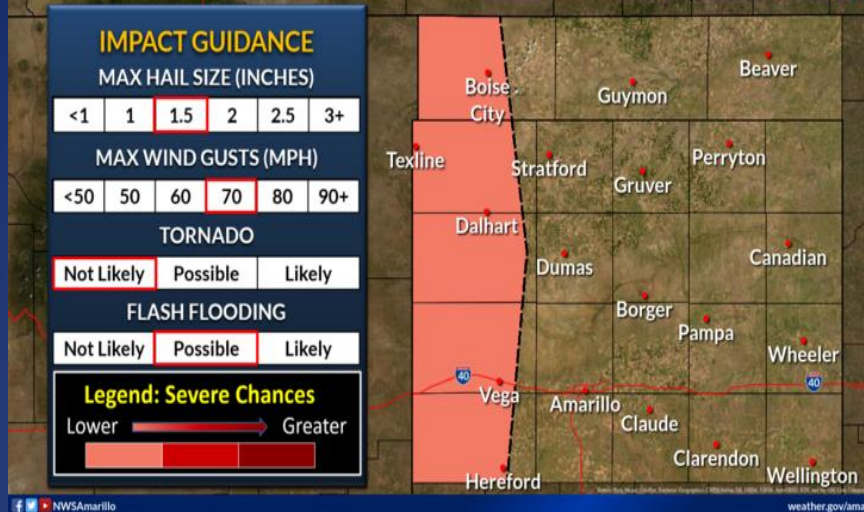 IMPACT GUIDANCE
MAX HAIL SIZE (INCHES)
<1 1 1.5 2 2.5 3+
MAX WIND GUSTS (MPH)
<50 50 60 70 80 90+
TORNADO
Not Likely Possible Likely
FLASH FLOODING
Not Likely Possible Likely
Legend: Severe Chances
Lower Greater
Boise
City
Guymon
Beaver
Texline
Stratford
Gruver
Perryton
Dalhart
Dumas
Canadian
Borger
Pampa
Wheeler
40
Vega
Amarillo
40
Claude
Clarendon
Hereford
Wellington
NWSAmarillo
weather.gov/ama